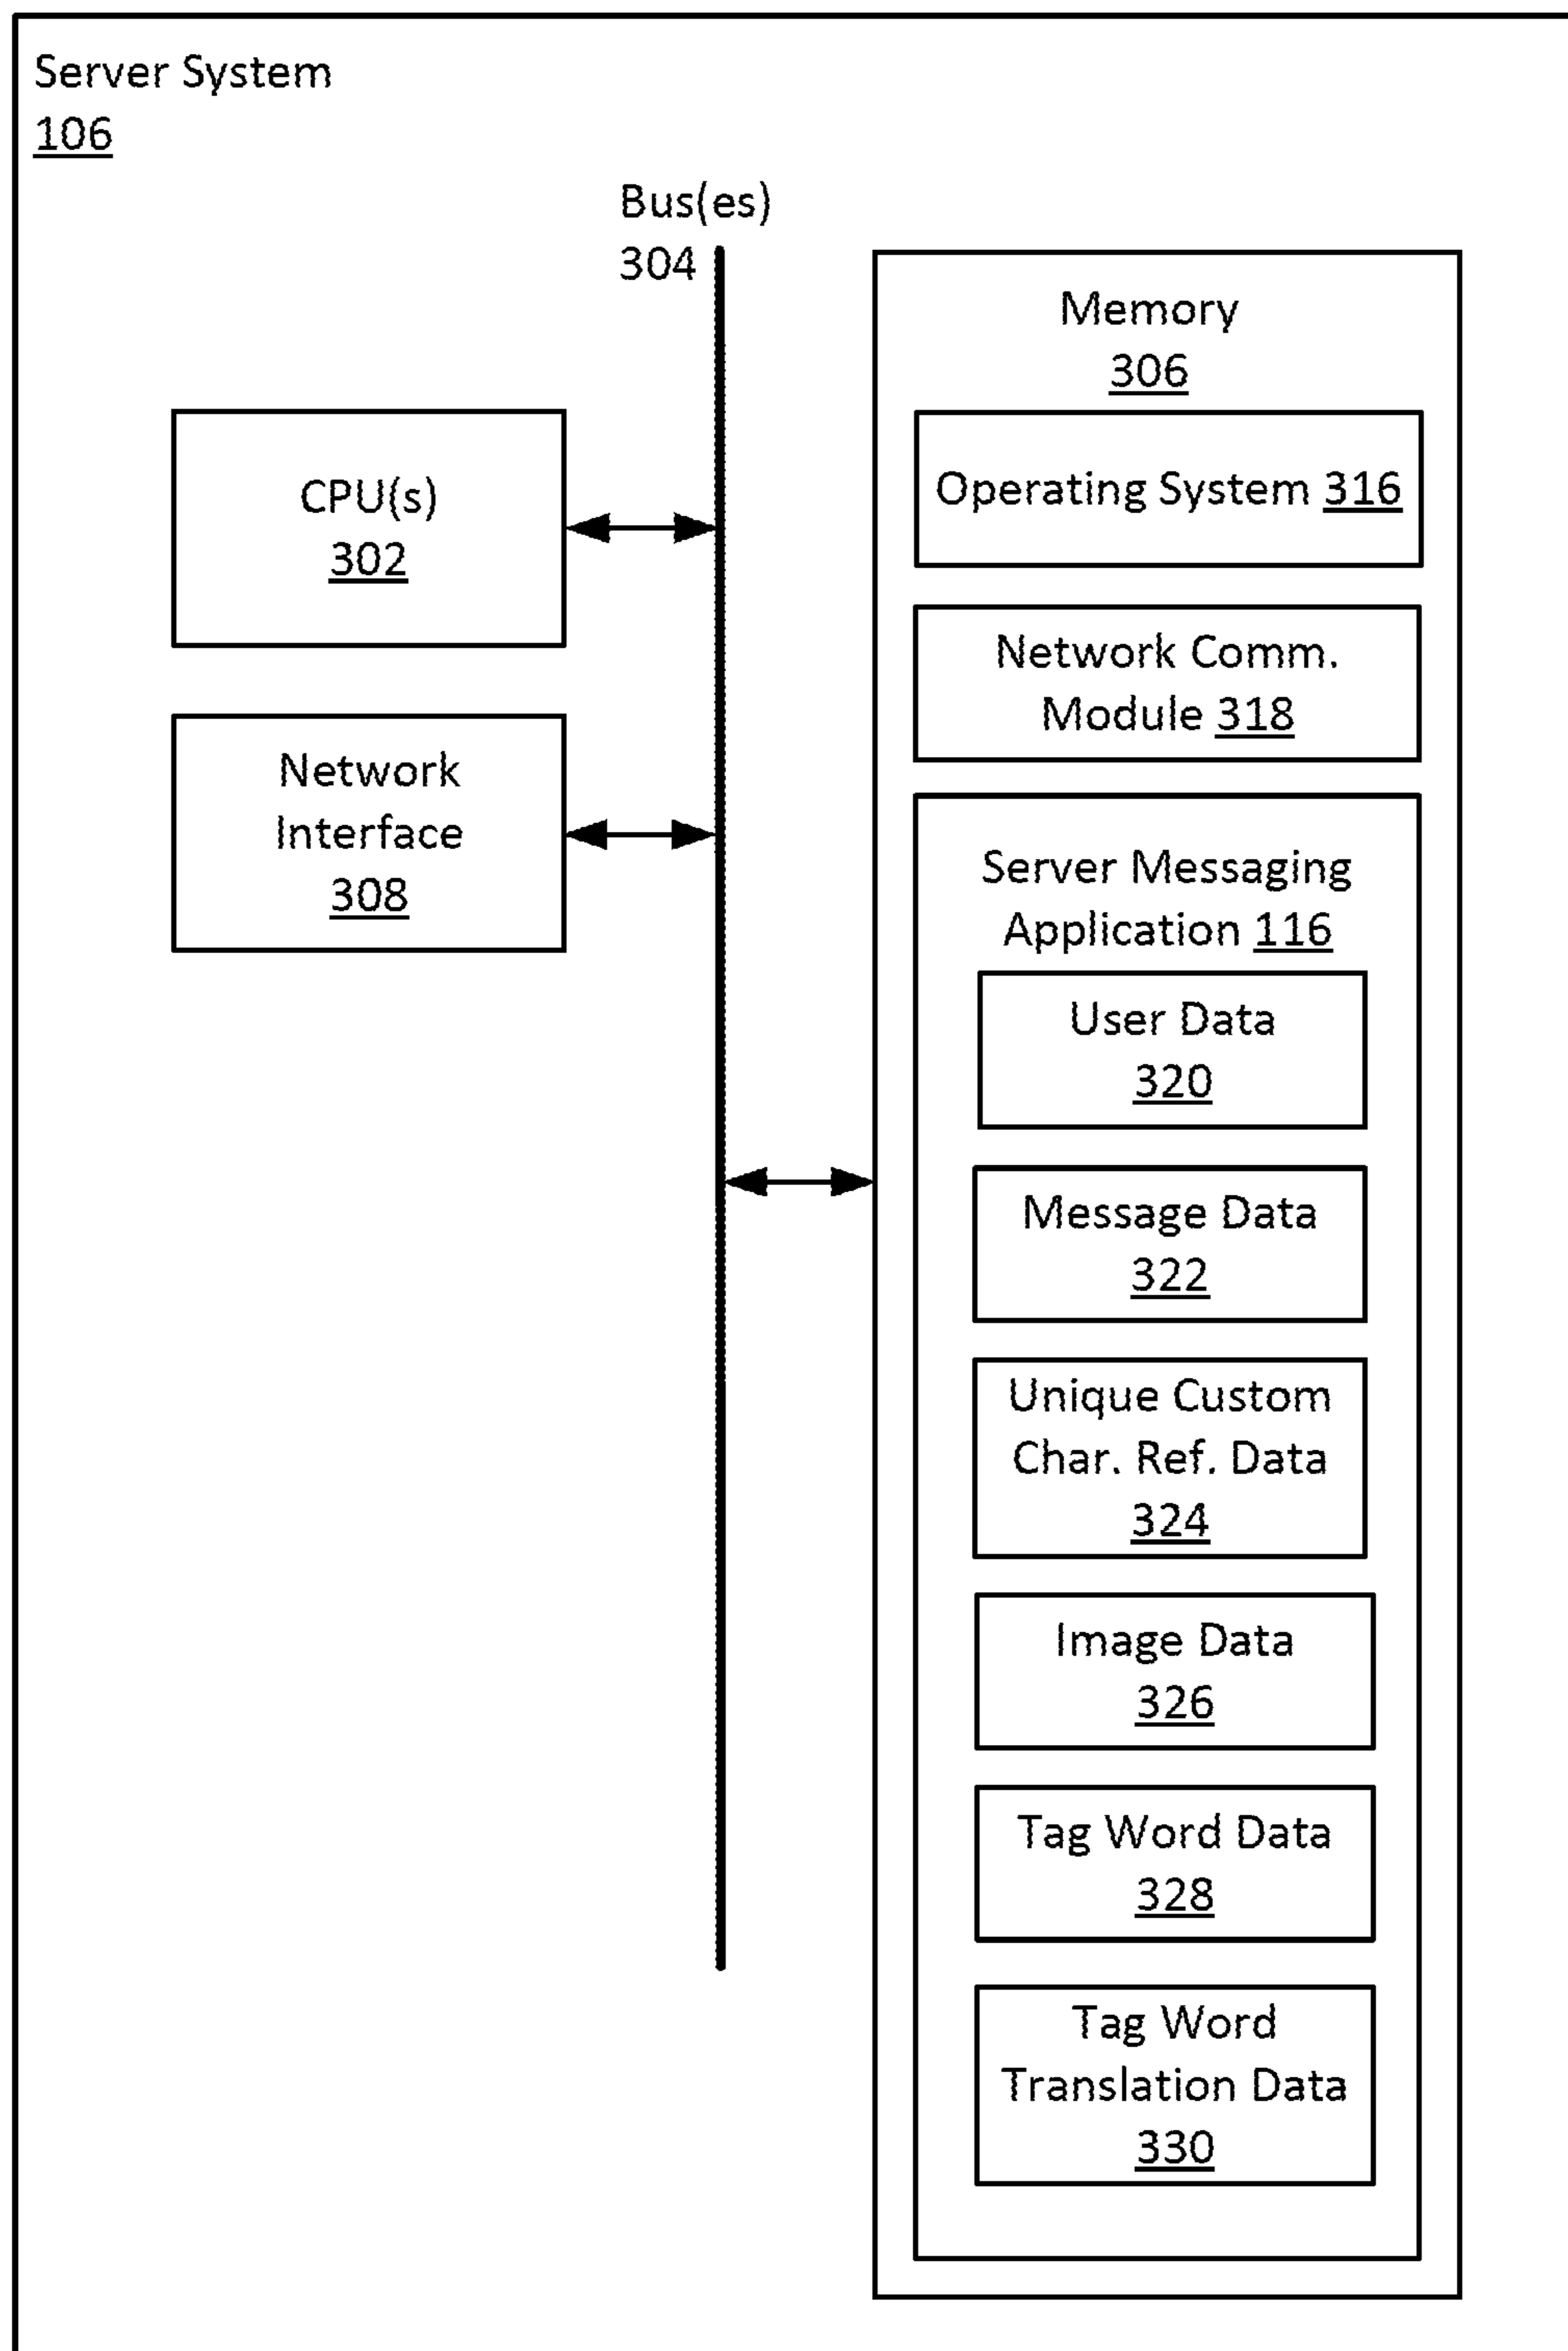 Server System
106
Bus(es)
304
CPU(s)
302
Network
Interface
308
Memory
306
Operating System 316
Network Comm.
Module 318
Server Messaging
Application 116
User Data
320
Message Data
322
Unique Custom
Char. Ref. Data
324
Image Data
326
Tag Word Data
328
Tag Word
Translation Data
330